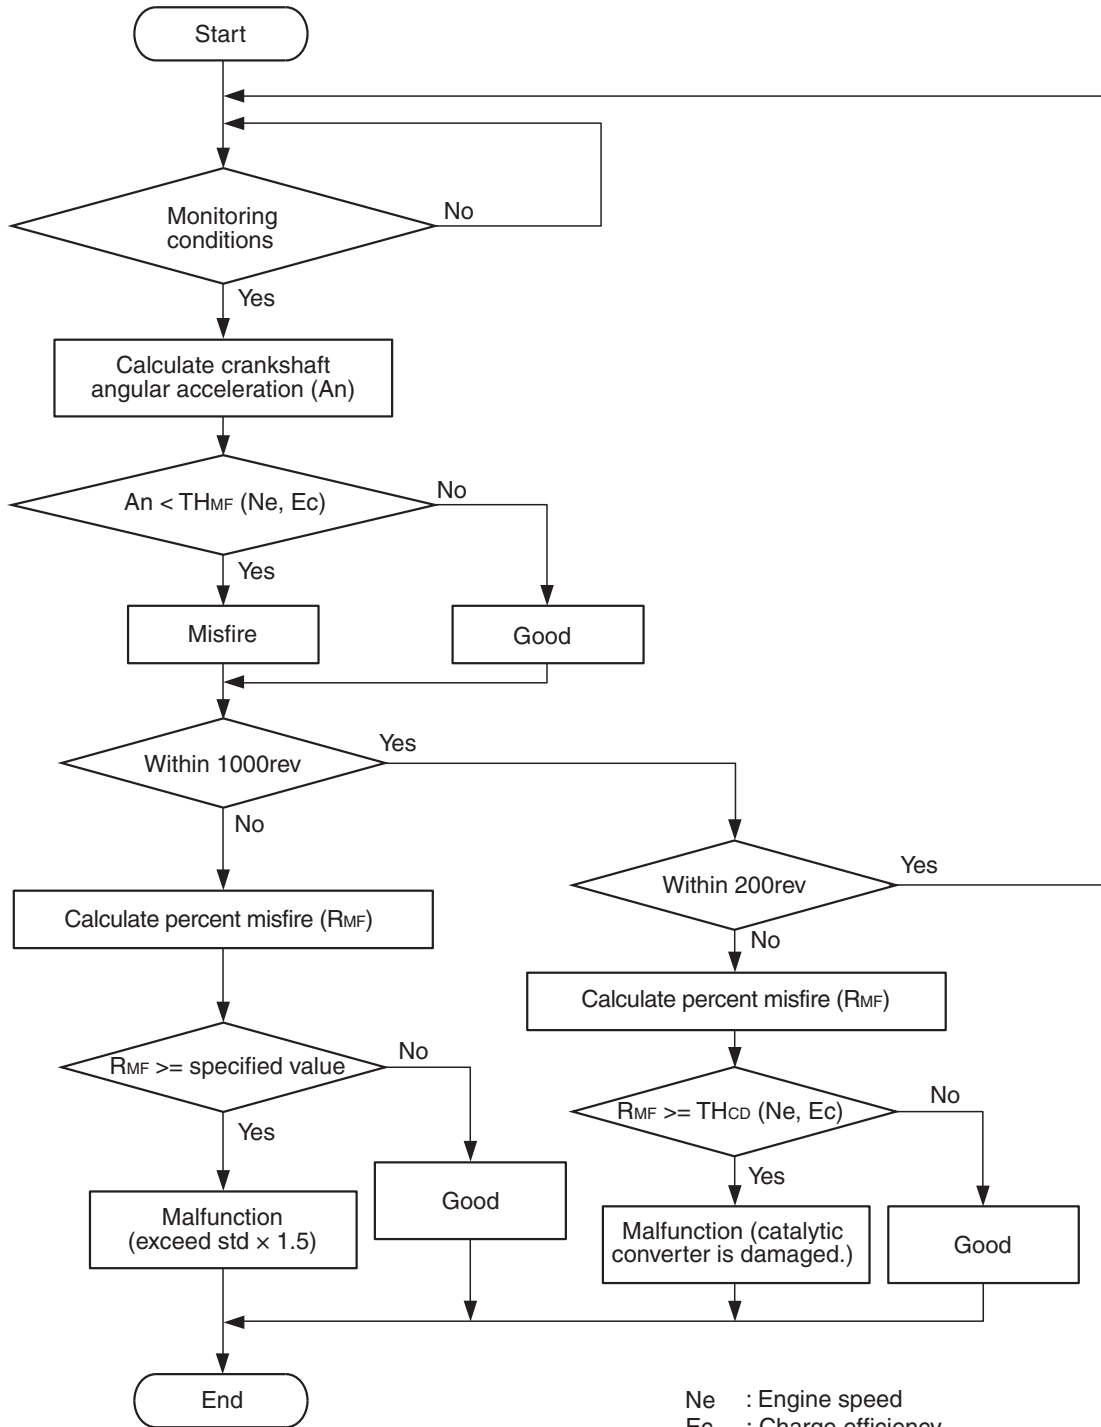 Start
Monitoring
conditions
No
Yes
Calculate crankshaft
angular acceleration (An)
An < THMF (Ne, Ec)
No
Yes
Misfire
Good
Within 1000rev
Yes
No
Within 200rev
Yes
No
Calculate percent misfire (RMF)
Calculate percent misfire (RMF)
RMF >= specified value
No
Yes
RMF >= THCD (Ne, Ec)
No
Yes
Good
Malfunction
(exceed std × 1.5)
Malfunction (catalytic
converter is damaged.)
Good
End
Ne : Engine speed
Ec : Charge efficiency